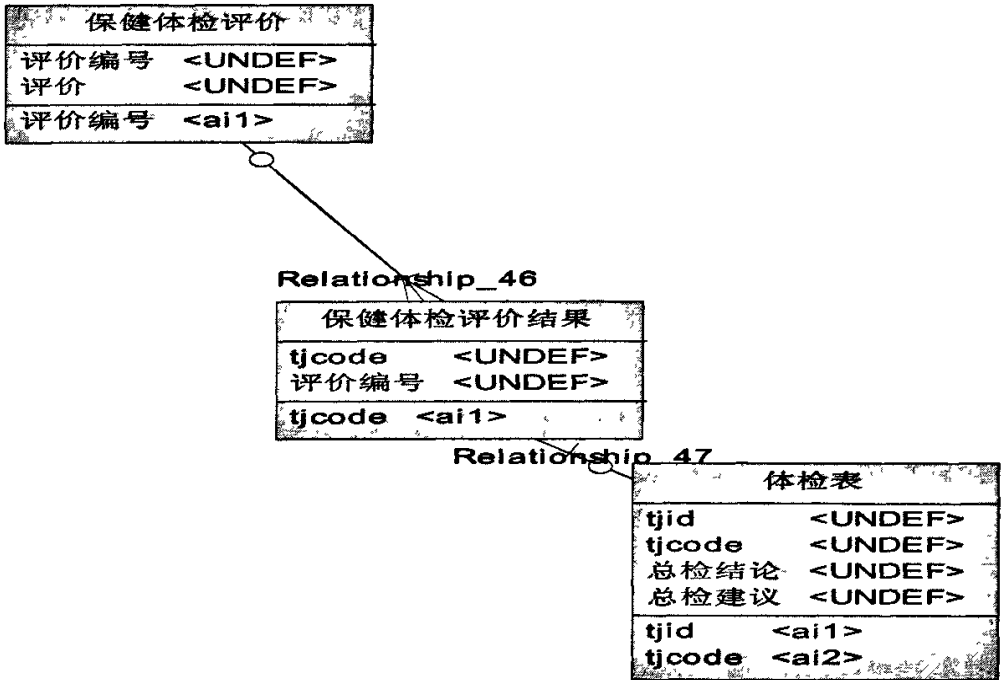 保健体检评价
评价编号 <UNDEF>
评价 <UNDEF>
评价编号 <ai1>
Relationship_46
保健体检评价结果
tjcode <UNDEF>
评价编号 <UNDEF>
tjcode <ai1>
Relationship_47
体检表
tjid <UNDEF>
tjcode <UNDEF>
总检结论 <UNDEF>
总检建议 <UNDEF>
tjid <ai1>
tjcode <ai2>